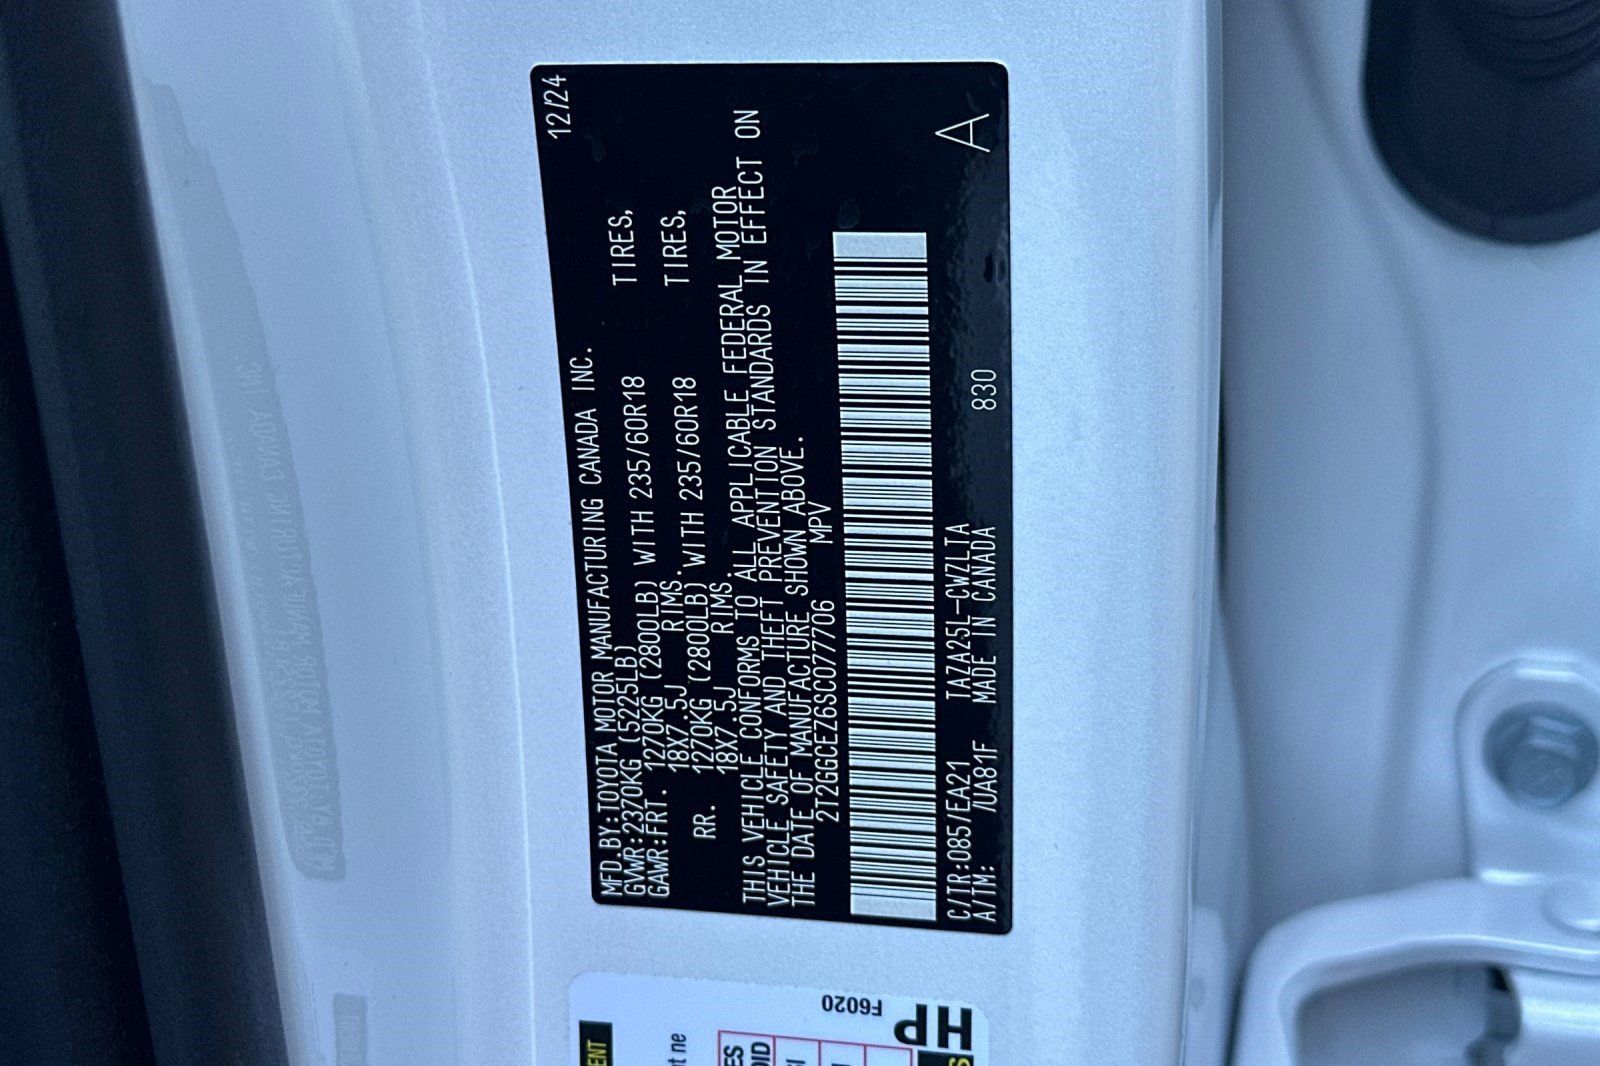 12/24
MFD.BY:TOYOTA MOTOR MANUFACTURING CANADA INC.
GVWR:2370KG (5225LB)
GAWR:FRT. 1270KG (2800LB) WITH 235/60R18 TIRES,
18X7.5J RIMS.
RR. 1270KG (2800LB) WITH 235/60R18 TIRES,
18X7.5J RIMS.
THIS VEHICLE CONFORMS TO ALL APPLICABLE FEDERAL MOTOR
VEHICLE SAFETY AND THEFT PREVENTION STANDARDS IN EFFECT ON
THE DATE OF MANUFACTURE SHOWN ABOVE.
2T2GGCEZ6SC077706 MPV
C/TR:085/EA21 TAZA25L-CWZLTA A
A/TM: /UA81F MADE IN CANADA 830
F6020
HP